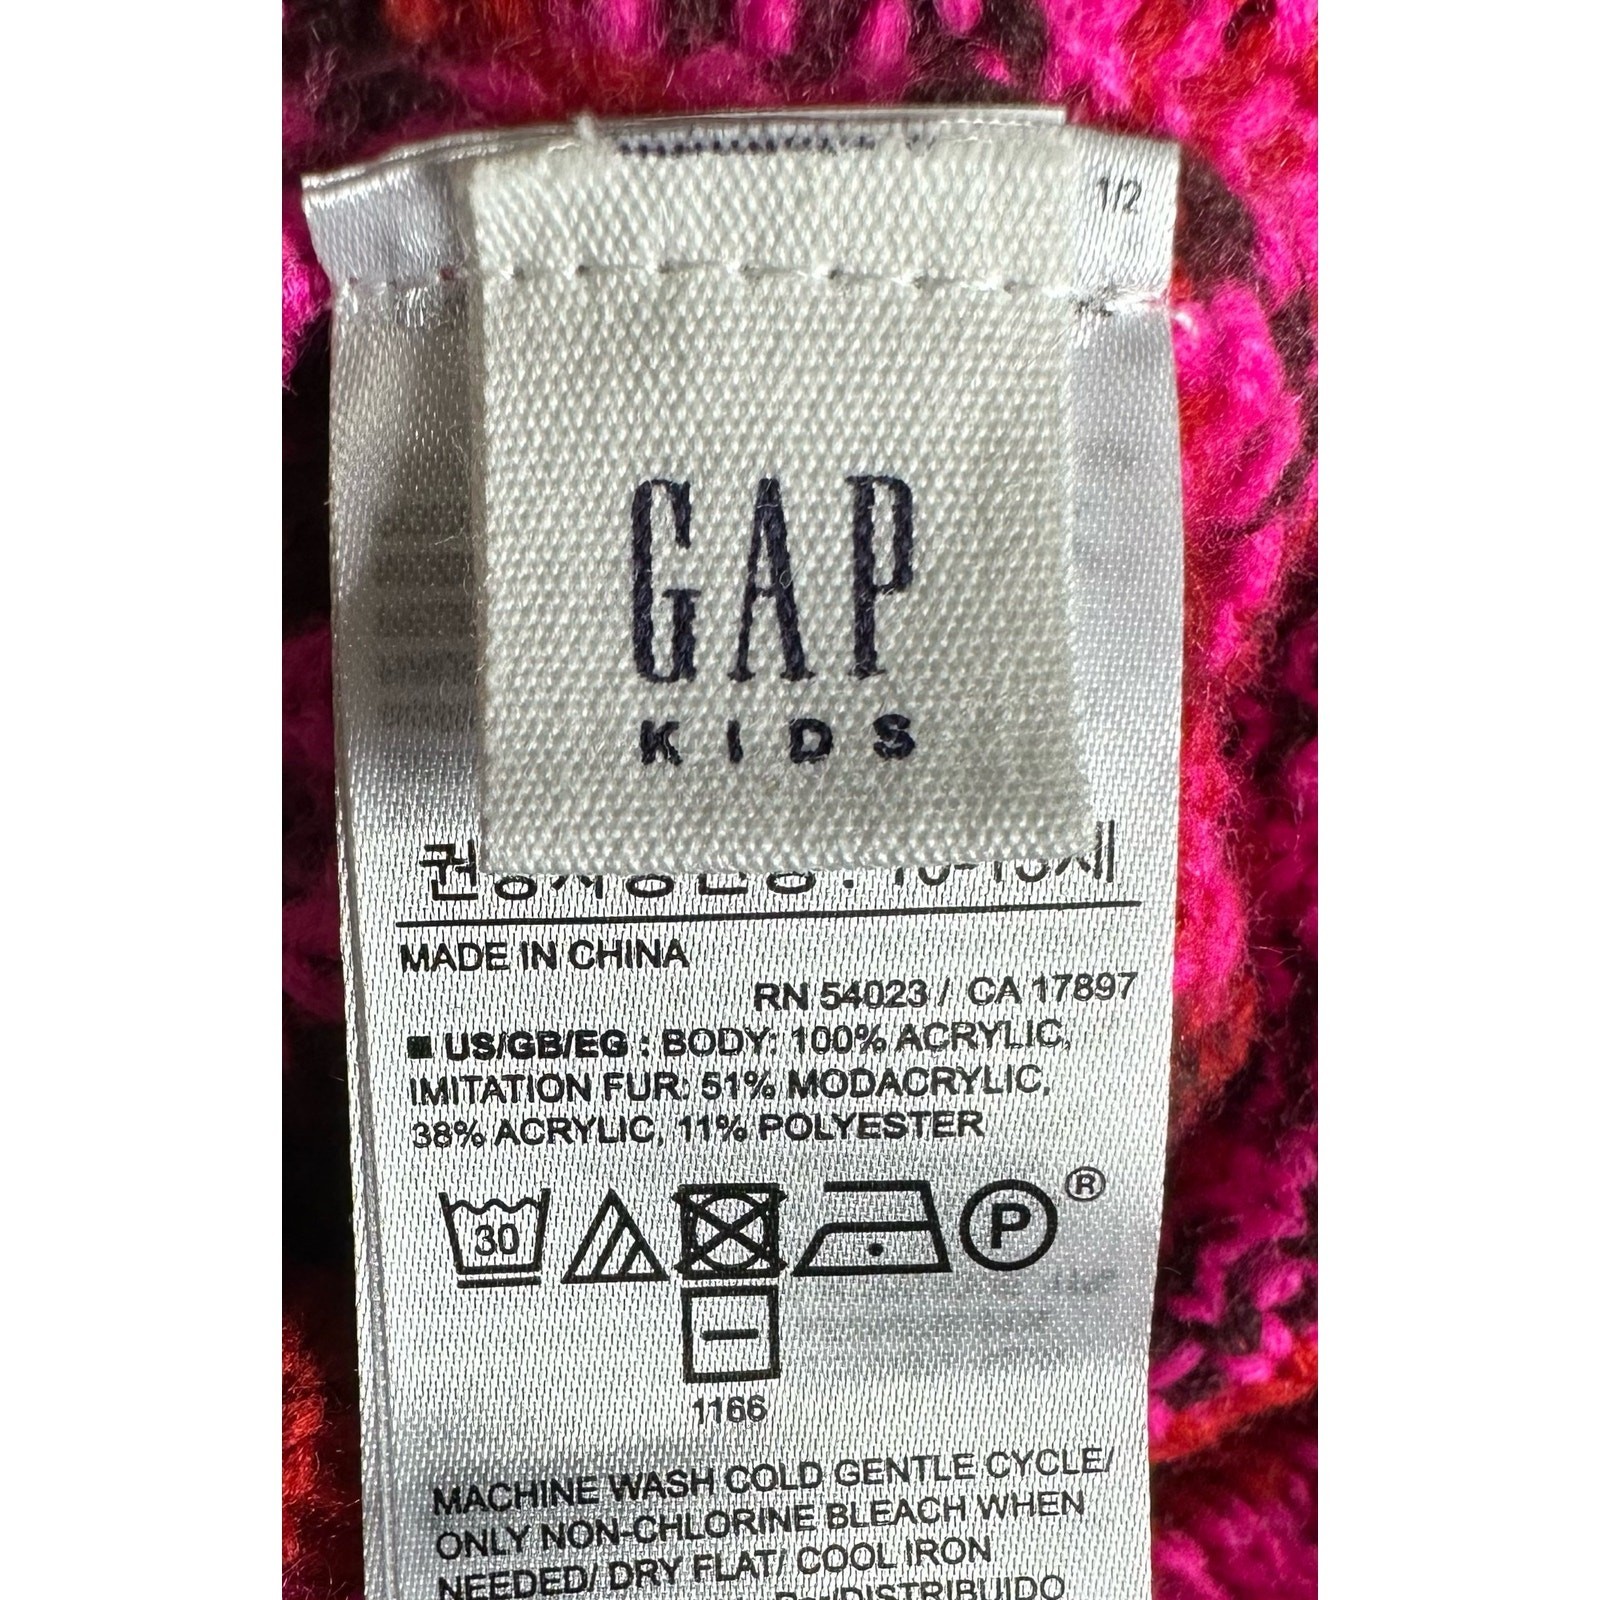 1/2
GAP
KIDS
MADE IN CHINA
RN 54023 / CA 17897
US/GB/EG : BODY: 100% ACRYLIC,
IMITATION FUR: 51% MODACRYLIC,
38% ACRYLIC, 11% POLYESTER
30
P ®
1166
MACHINE WASH COLD GENTLE CYCLE/
ONLY NON-CHLORINE BLEACH WHEN
NEEDED/ DRY FLAT/ COOL IRON
Por/DISTRIBUIDO